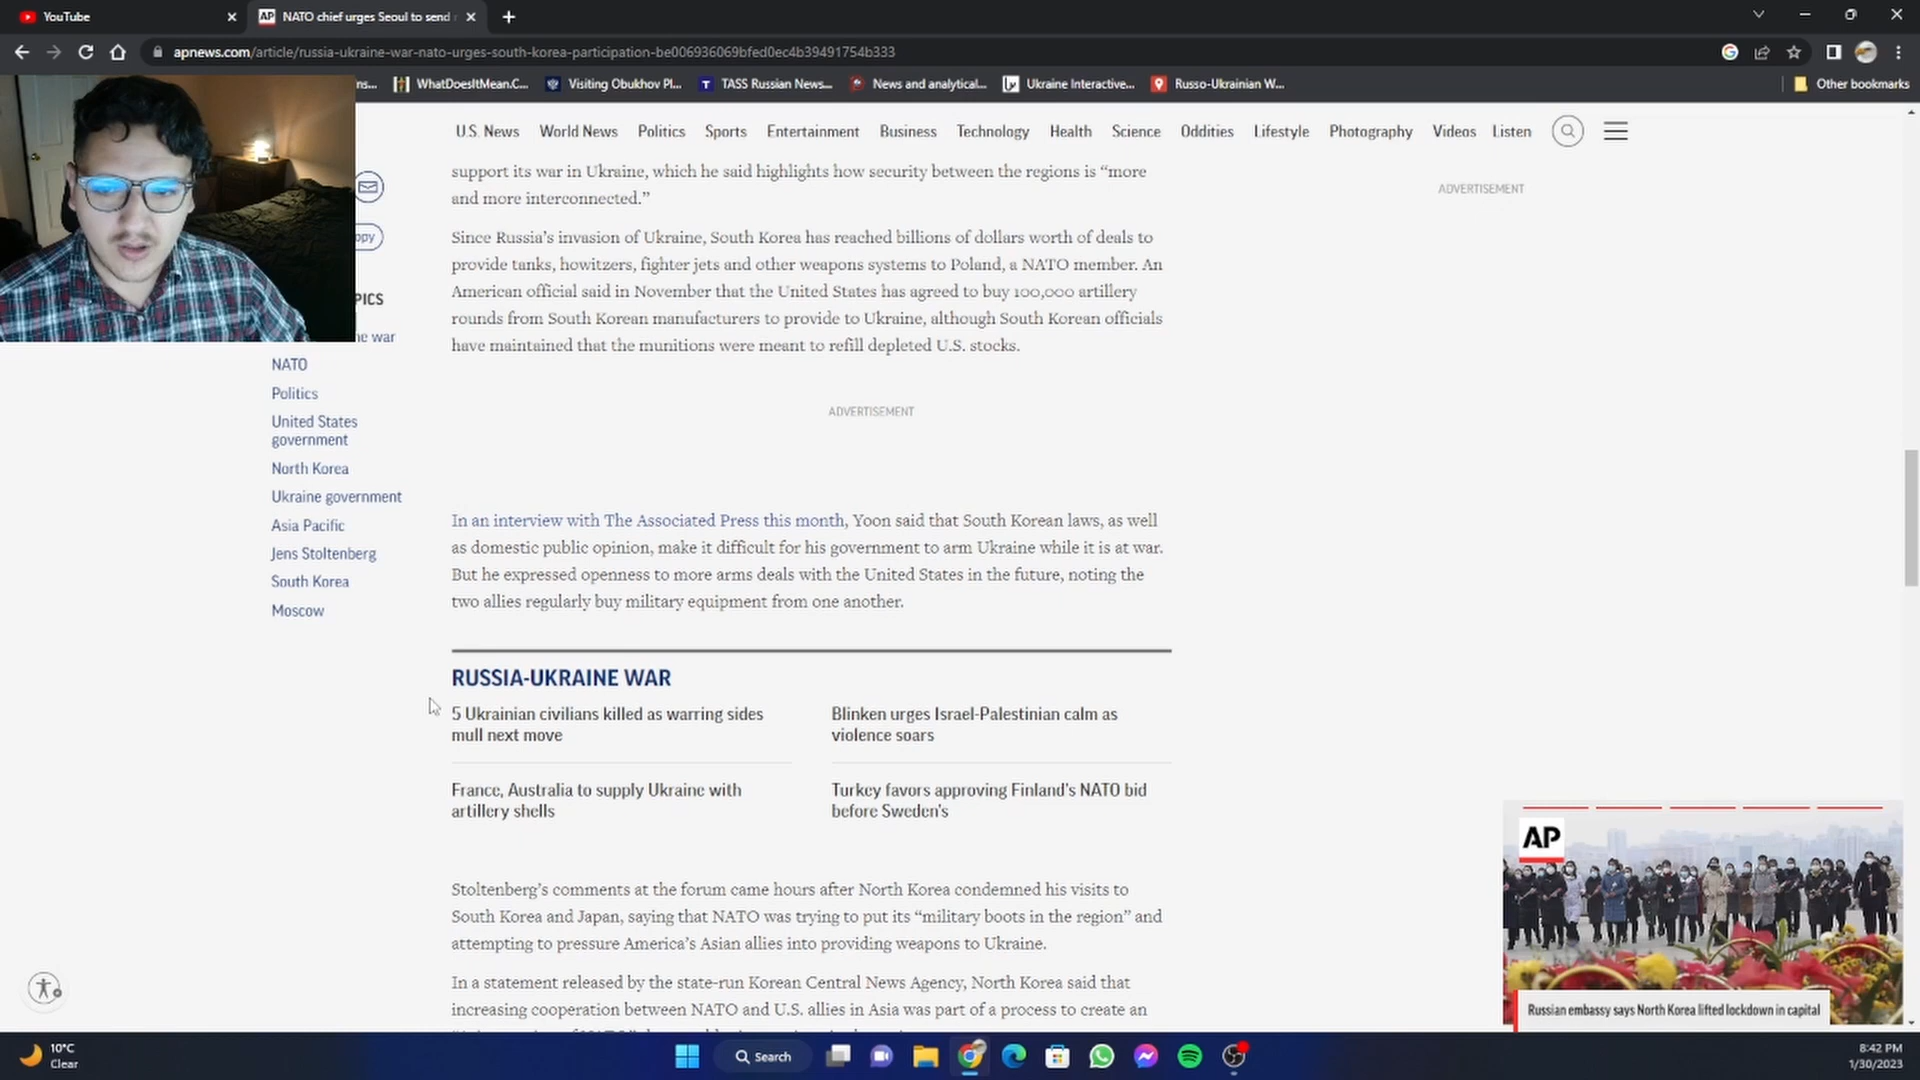 YouTube
AP NATO chief urges Seoul to send
apnews.com/article/russia-ukraine-war-nato-urges-south-korea-participation-be006936069bfed0ec4b39491754b333
ns... WhatDoesItMean.C... Visiting Obukhov Pl... T TASS Russian News... News and analytical... Ukraine Interactive... Russo-Ukrainian W... Other bookmarks
U.S. News World News Politics Sports Entertainment Business Technology Health Science Oddities Lifestyle Photography Videos Listen
support its war in Ukraine, which he said highlights how security between the regions is “more
and more interconnected.”
ADVERTISEMENT
Since Russia’s invasion of Ukraine, South Korea has reached billions of dollars worth of deals to
provide tanks, howitzers, fighter jets and other weapons systems to Poland, a NATO member. An
American official said in November that the United States has agreed to buy 100,000 artillery
rounds from South Korean manufacturers to provide to Ukraine, although South Korean officials
have maintained that the munitions were meant to refill depleted U.S. stocks.
opy
PICS
ne war
NATO
Politics
United States
government
North Korea
Ukraine government
Asia Pacific
Jens Stoltenberg
South Korea
Moscow
ADVERTISEMENT
In an interview with The Associated Press this month, Yoon said that South Korean laws, as well
as domestic public opinion, make it difficult for his government to arm Ukraine while it is at war.
But he expressed openness to more arms deals with the United States in the future, noting the
two allies regularly buy military equipment from one another.
RUSSIA-UKRAINE WAR
5 Ukrainian civilians killed as warring sides
mull next move
Blinken urges Israel-Palestinian calm as
violence soars
France, Australia to supply Ukraine with
artillery shells
Turkey favors approving Finland's NATO bid
before Sweden's
Stoltenberg’s comments at the forum came hours after North Korea condemned his visits to
South Korea and Japan, saying that NATO was trying to put its “military boots in the region” and
attempting to pressure America’s Asian allies into providing weapons to Ukraine.
In a statement released by the state-run Korean Central News Agency, North Korea said that
increasing cooperation between NATO and U.S. allies in Asia was part of a process to create an
AP
Russian embassy says North Korea lifted lockdown in capital
10°C
Clear
Search
8:42 PM
1/30/2023